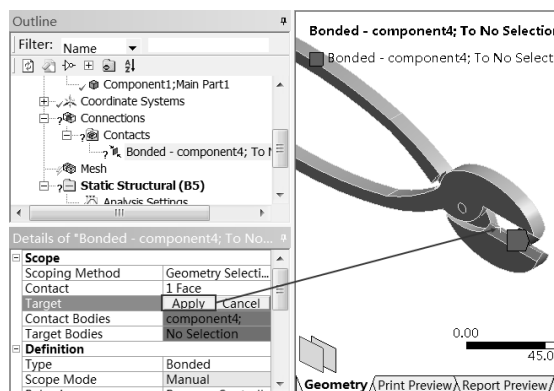 Outline
Filter: Name
Component1;Main Part1
Coordinate Systems
Connections
Contacts
Bonded - component4; To N
Mesh
Static Structural (B5)
Analysis Settings
Details of "Bonded - component4; To No...
Scope
Scoping Method Geometry Selecti...
Contact 1 Face
Target Apply Cancel
Contact Bodies component4;
Target Bodies No Selection
Definition
Type Bonded
Scope Mode Manual
Bonded - component4; To No Selection
Bonded - component4; To No Select
0.00
45.0
Geometry Print Preview Report Preview